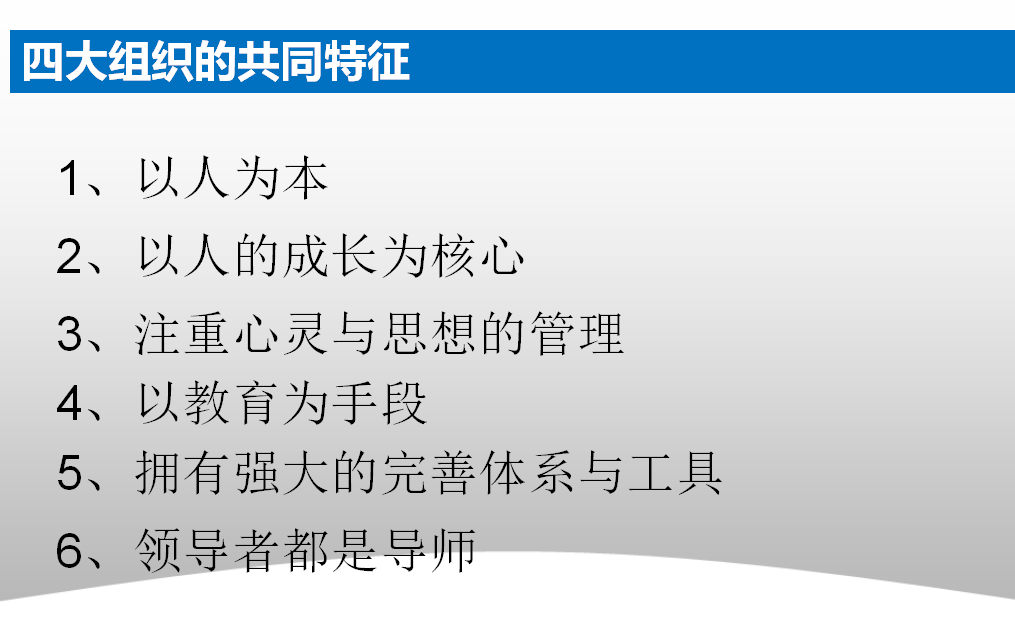 四大组织的共同特征
1、以人为本
2、以人的成长为核心
3、注重心灵与思想的管理
4、以教育为手段
5、拥有强大的完善体系与工具
6、领导者都是导师